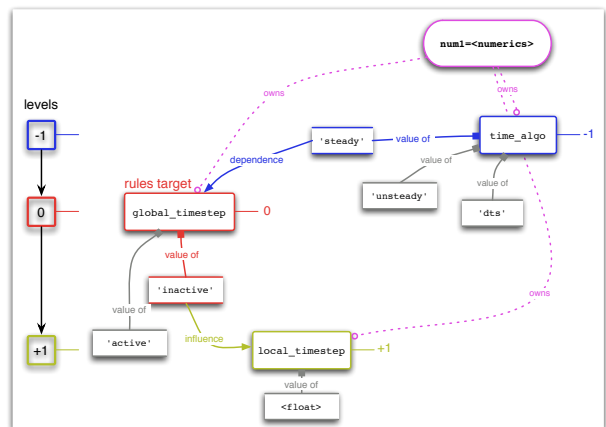 num1=<numerics>
owns
owns
levels
-1
'steady'
value of
time_algo
-1
dependence
value of
rules target
'unsteady'
value of
0
global_timestep
0
'dts'
value of
'inactive'
owns
value of
influence
+1
'active'
local_timestep
+1
value of
<float>